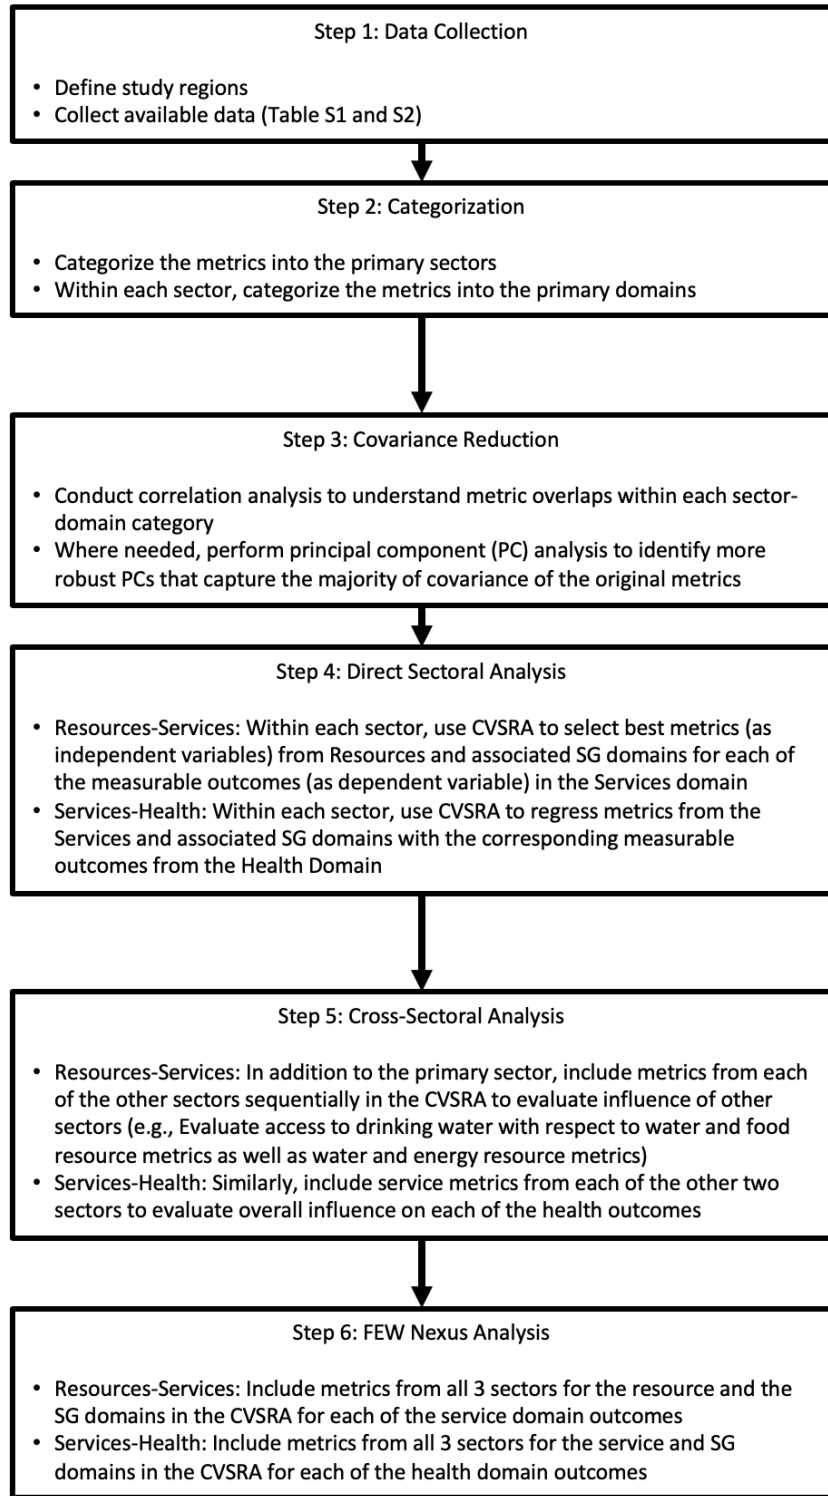 Step 1: Data Collection
• Define study regions
• Collect available data (Table S1 and S2)
Step 2: Categorization
• Categorize the metrics into the primary sectors
• Within each sector, categorize the metrics into the primary domains
Step 3: Covariance Reduction
• Conduct correlation analysis to understand metric overlaps within each sector-
domain category
• Where needed, perform principal component (PC) analysis to identify more
robust PCs that capture the majority of covariance of the original metrics
Step 4: Direct Sectoral Analysis
• Resources-Services: Within each sector, use CVSRA to select best metrics (as
independent variables) from Resources and associated SG domains for each of
the measurable outcomes (as dependent variable) in the Services domain
• Services-Health: Within each sector, use CVSRA to regress metrics from the
Services and associated SG domains with the corresponding measurable
outcomes from the Health Domain
Step 5: Cross-Sectoral Analysis
• Resources-Services: In addition to the primary sector, include metrics from each
of the other sectors sequentially in the CVSRA to evaluate influence of other
sectors (e.g., Evaluate access to drinking water with respect to water and food
resource metrics as well as water and energy resource metrics)
• Services-Health: Similarly, include service metrics from each of the other two
sectors to evaluate overall influence on each of the health outcomes
Step 6: FEW Nexus Analysis
• Resources-Services: Include metrics from all 3 sectors for the resource and the
SG domains in the CVSRA for each of the service domain outcomes
• Services-Health: Include metrics from all 3 sectors for the service and SG
domains in the CVSRA for each of the health domain outcomes